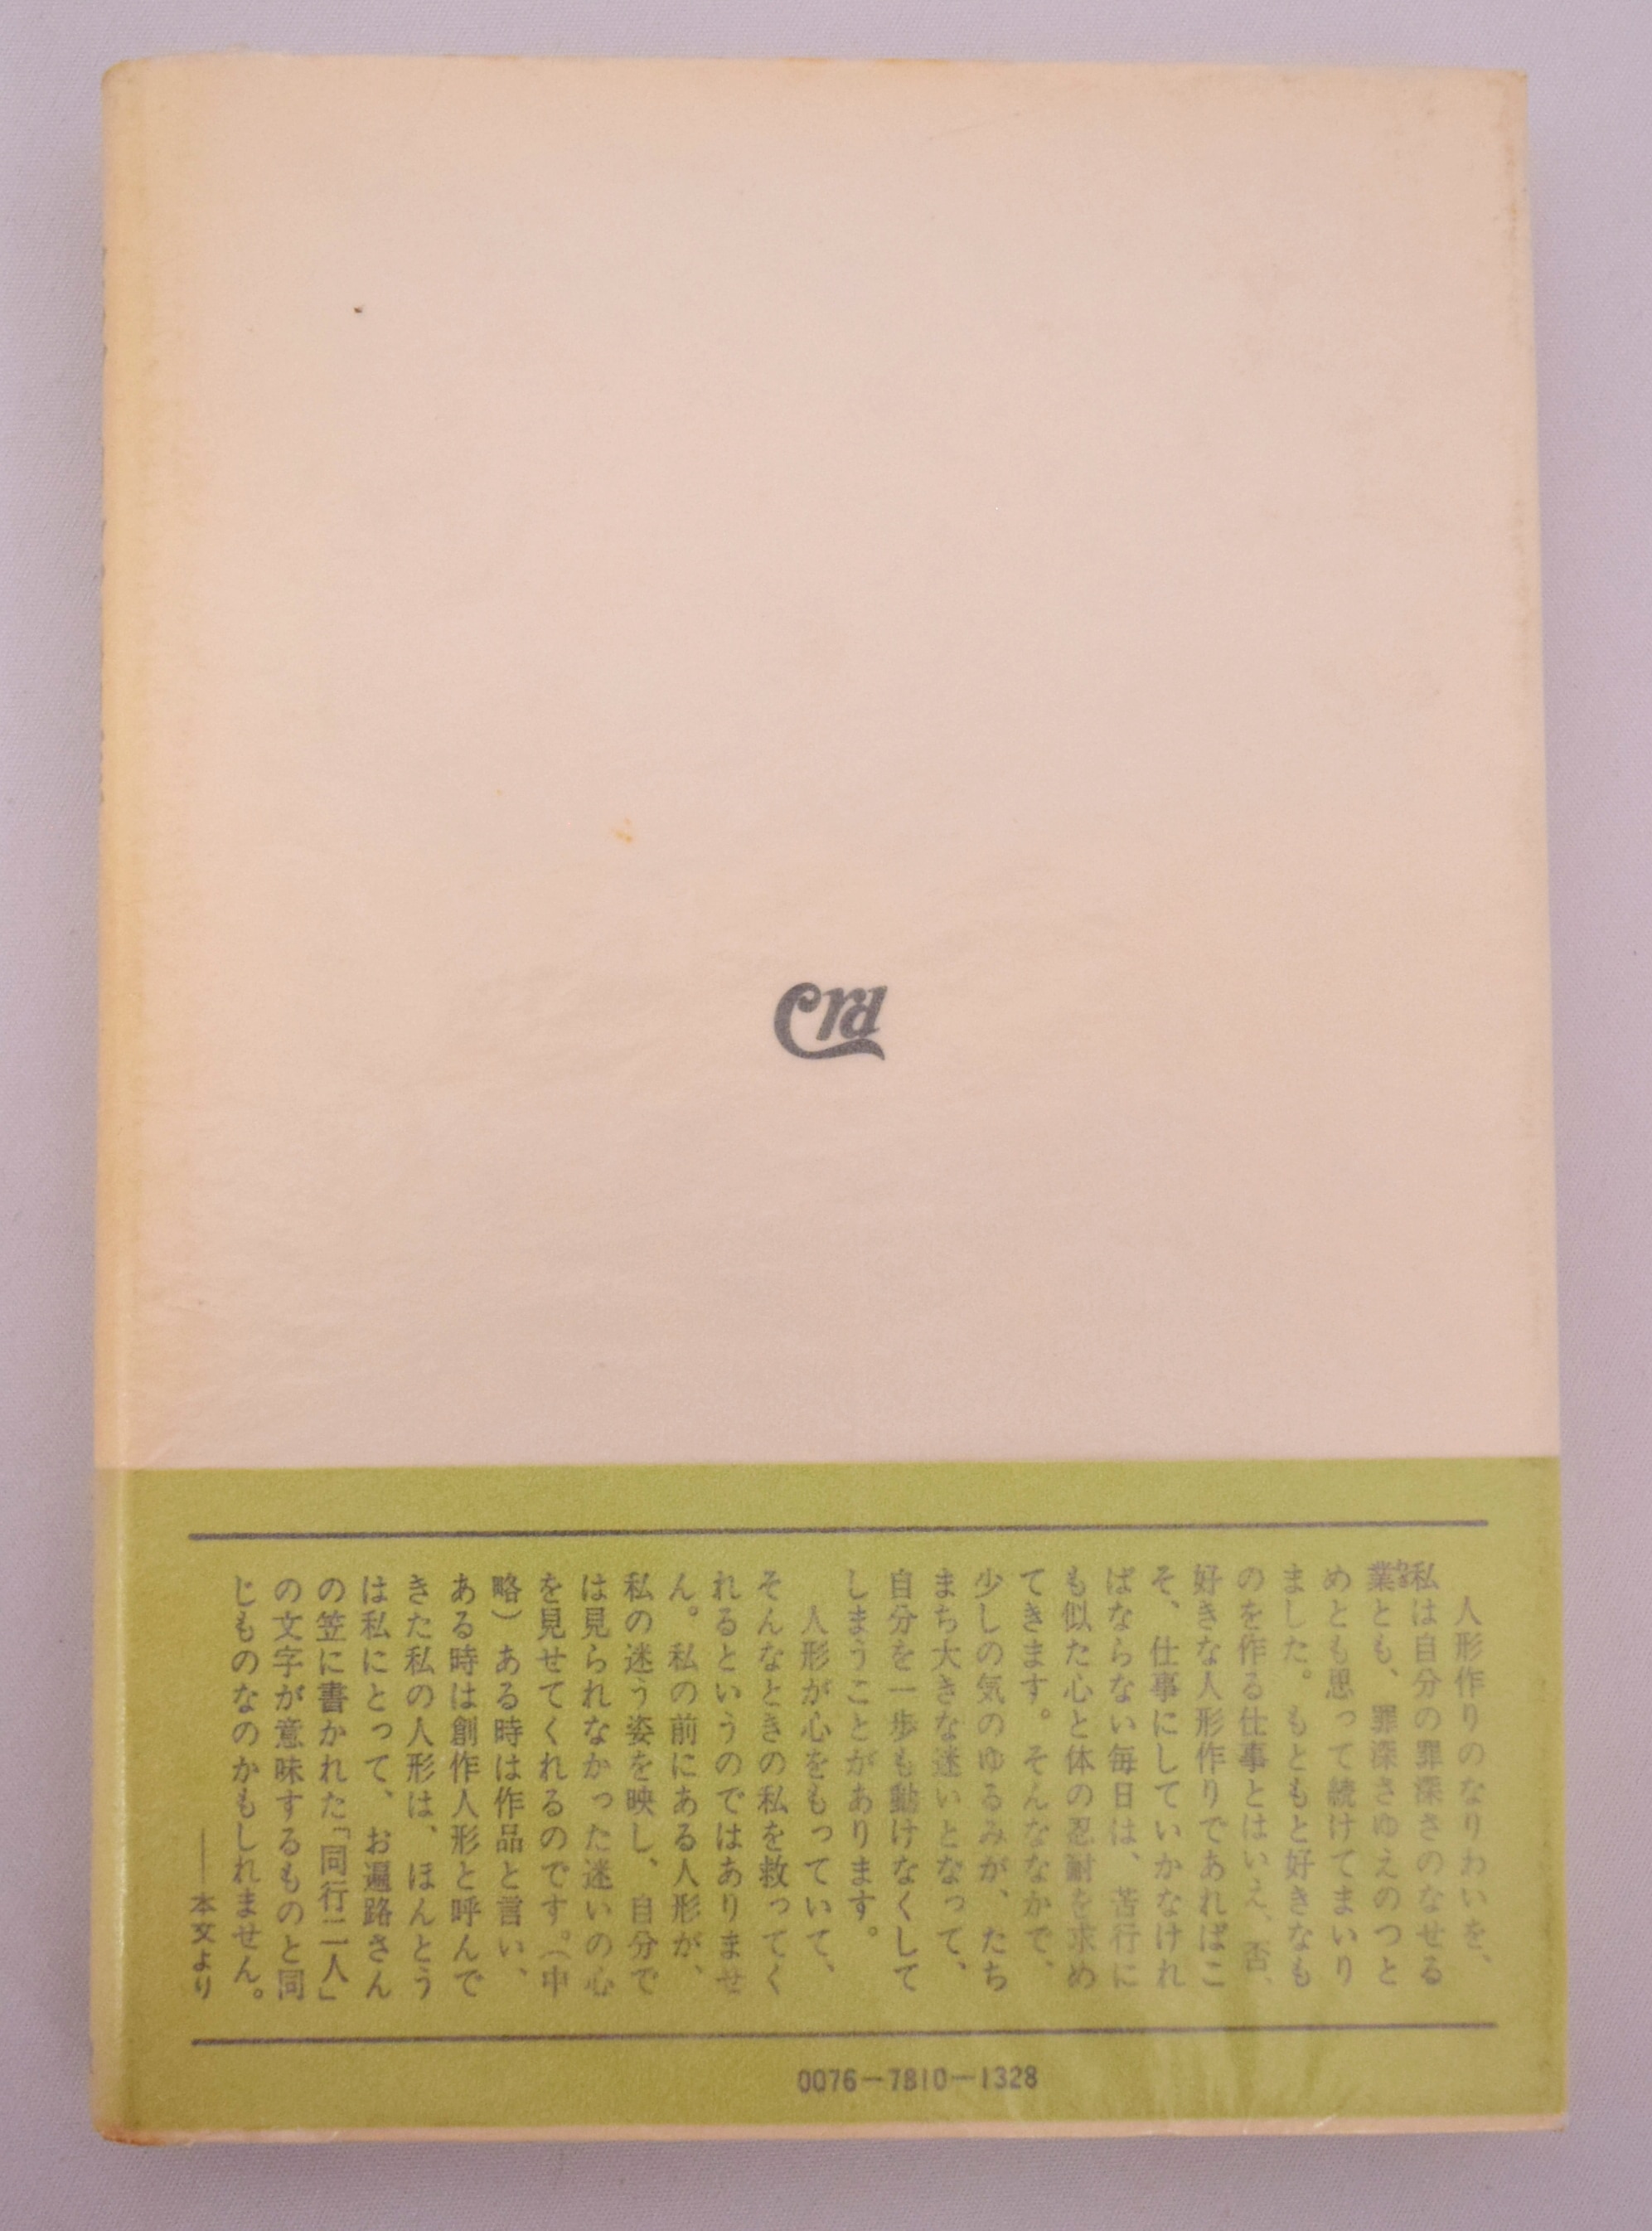 cra
人形作りのなりわいを、
私は自分の罪深さのなせる
業とも、罪深さゆえのつと
めとも思って続けてまいり
ました。もともと好きなも
のを作る仕事とはいえ、否、
好きな人形作りであればこ
そ、仕事にしていかなけれ
ばならない毎日は、苦行に
も似た心と体の忍耐を求め
てきます。そんななかで、
少しの気のゆるみが、たち
まち大きな迷いとなって、
自分を一歩も動けなくして
しまうことがあります。
人形が心をもっていて、
そんなときの私を救ってく
れるというのではありませ
ん。私の前にある人形が、
私の迷う姿を映し、自分で
は見られなかった迷いの心
を見せてくれるのです。（中
略）ある時は作品と言い、
ある時は創作人形と呼んで
きた私の人形は、ほんとう
は私にとって、お遍路さん
の笠に書かれた「同行二人」
の文字が意味するものと同
じものなのかもしれません。
——本文より
0076-7810-1328